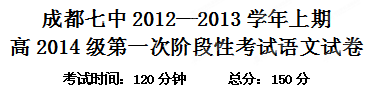 成都七中 2012—2013 学年上期
高 2014 级第一次阶段性考试语文试卷
考试时间：120 分钟 总分：150 分